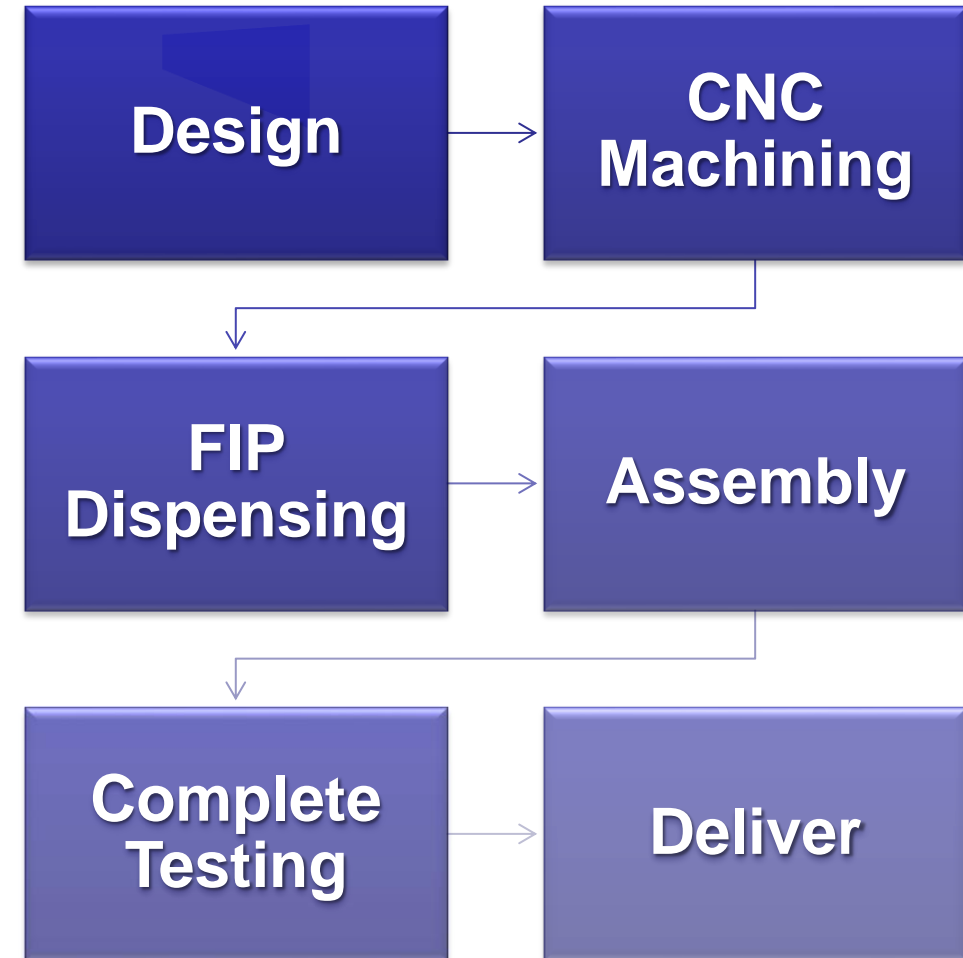 Design
CNC
Machining
FIP
Dispensing
Assembly
Complete
Testing
Deliver